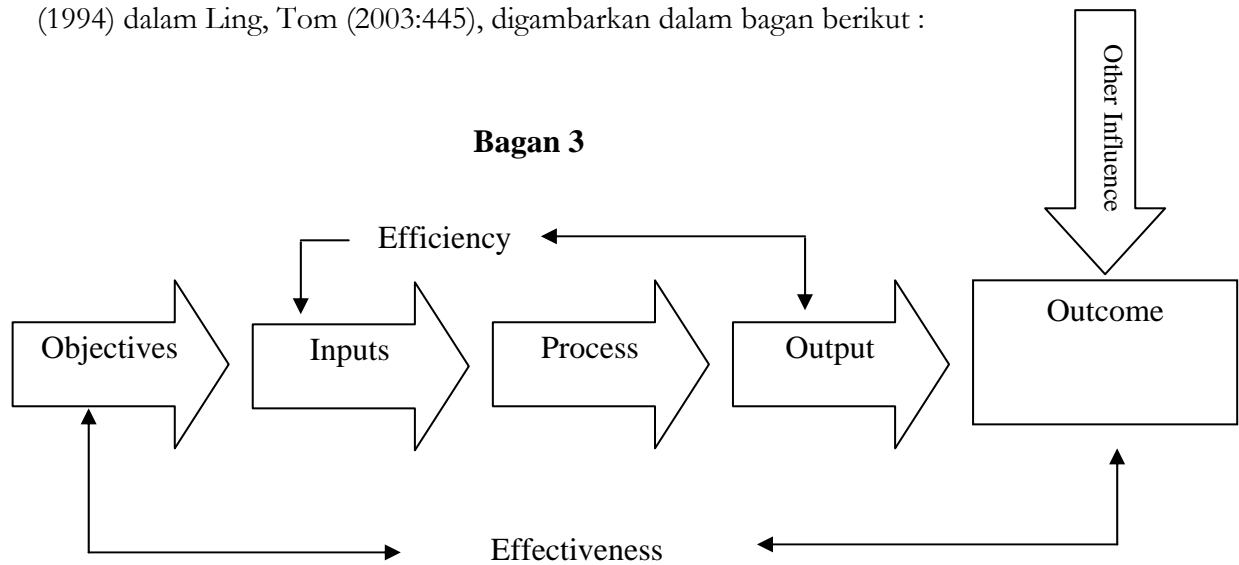 (1994) dalam Ling, Tom (2003:445), digambarkan dalam bagan berikut :
Other Influence
Bagan 3
Efficiency
Objectives
Inputs
Process
Output
Outcome
Effectiveness